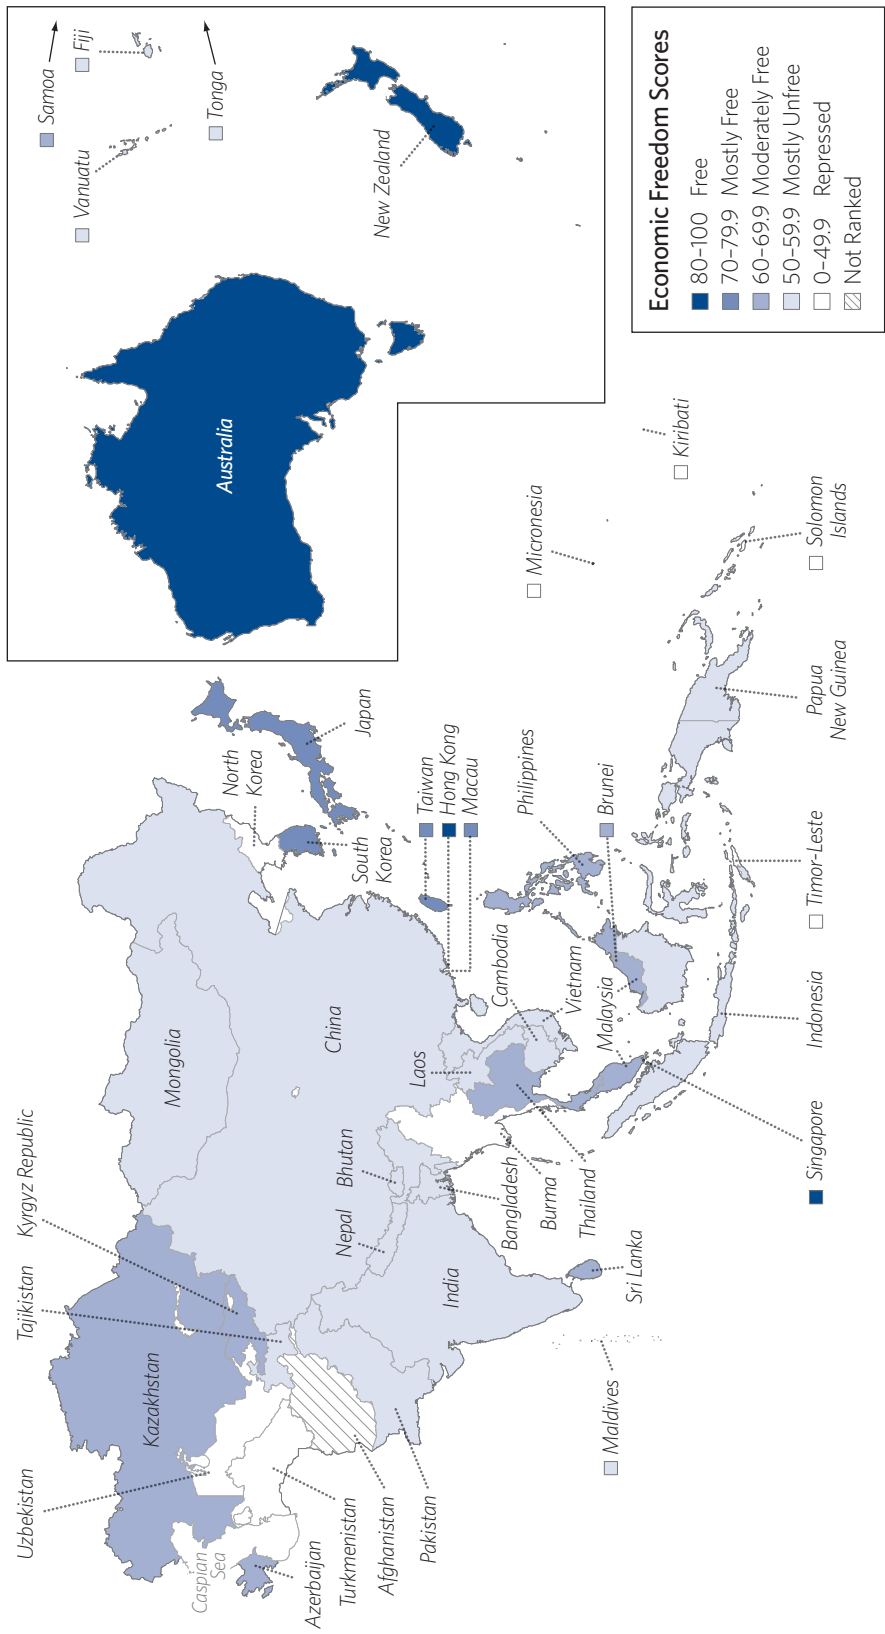 Uzbekistan
Tajikistan
Kyrgyz Republic
Kazakhstan
Mongolia
Caspian
Sea
Azerbaijan
Turkmenistan
Afghanistan
Pakistan
Nepal
Bhutan
China
India
Laos
Bangladesh
Burma
Thailand
Cambodia
Vietnam
Malaysia
Sri Lanka
Maldives
Singapore
Indonesia
Timor-Leste
Papua
New Guinea
Solomon
Islands
North
Korea
South
Korea
Japan
Taiwan
Hong Kong
Macau
Philippines
Brunei
Micronesia
Kiribati
Australia
Vanuatu
Samoa
Fiji
Tonga
New Zealand
Economic Freedom Scores
80–100 Free
70–79.9 Mostly Free
60–69.9 Moderately Free
50–59.9 Mostly Unfree
0–49.9 Repressed
Not Ranked